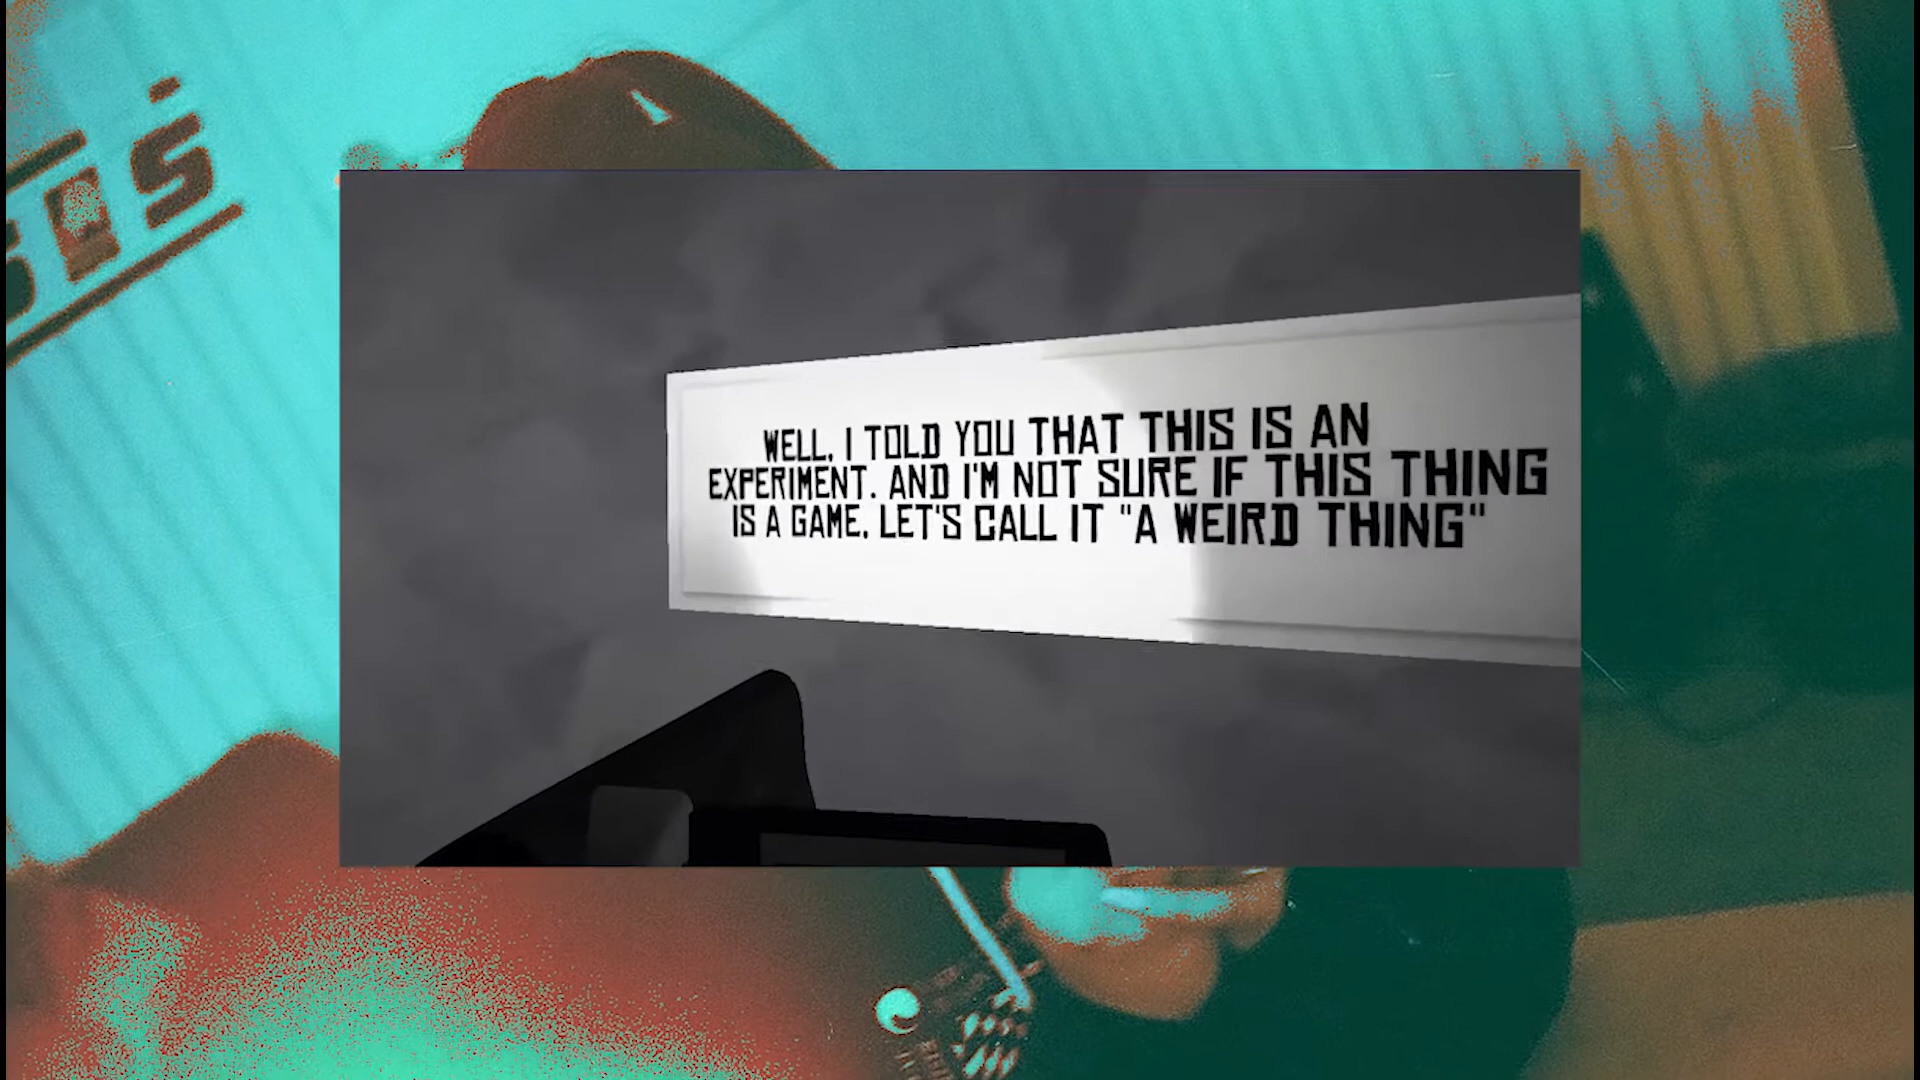 WELL, I TOLD YOU THAT THIS IS AN
EXPERIMENT. AND I'M NOT SURE IF THIS THING
IS A GAME. LET'S CALL IT "A WEIRD THING"